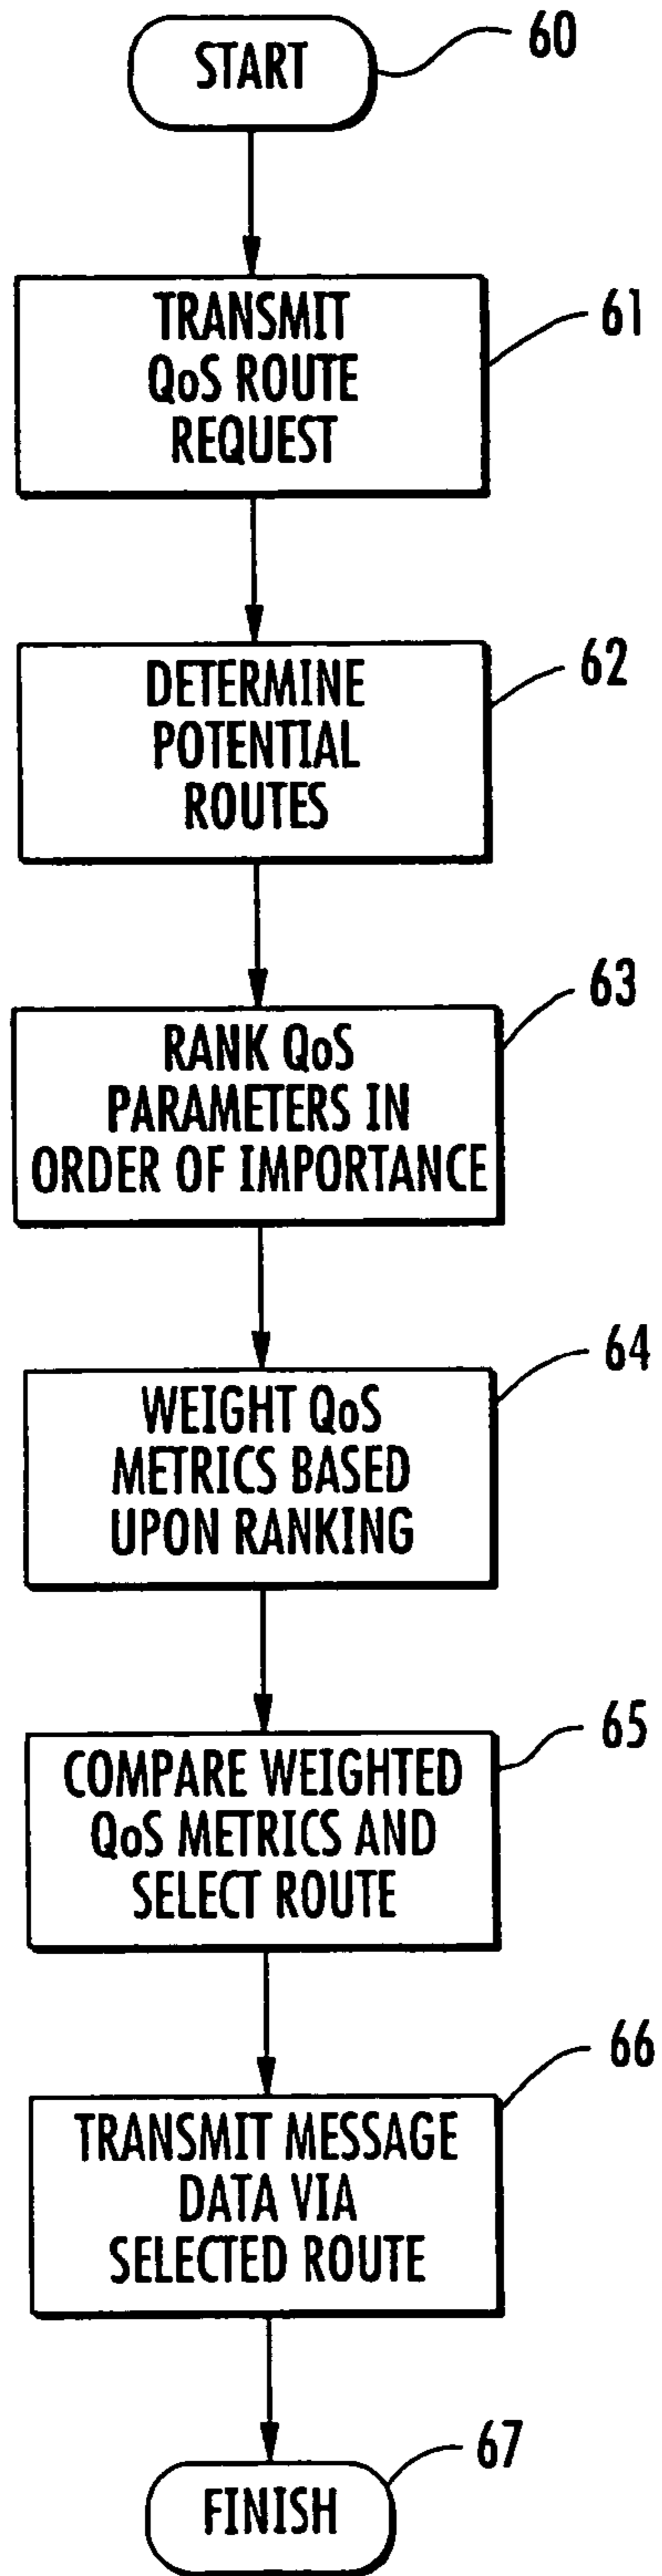 START
60
TRANSMIT
QoS ROUTE
REQUEST
61
DETERMINE
POTENTIAL
ROUTES
62
RANK QoS
PARAMETERS IN
ORDER OF IMPORTANCE
63
WEIGHT QoS
METRICS BASED
UPON RANKING
64
COMPARE WEIGHTED
QoS METRICS AND
SELECT ROUTE
65
TRANSMIT MESSAGE
DATA VIA
SELECTED ROUTE
66
FINISH
67